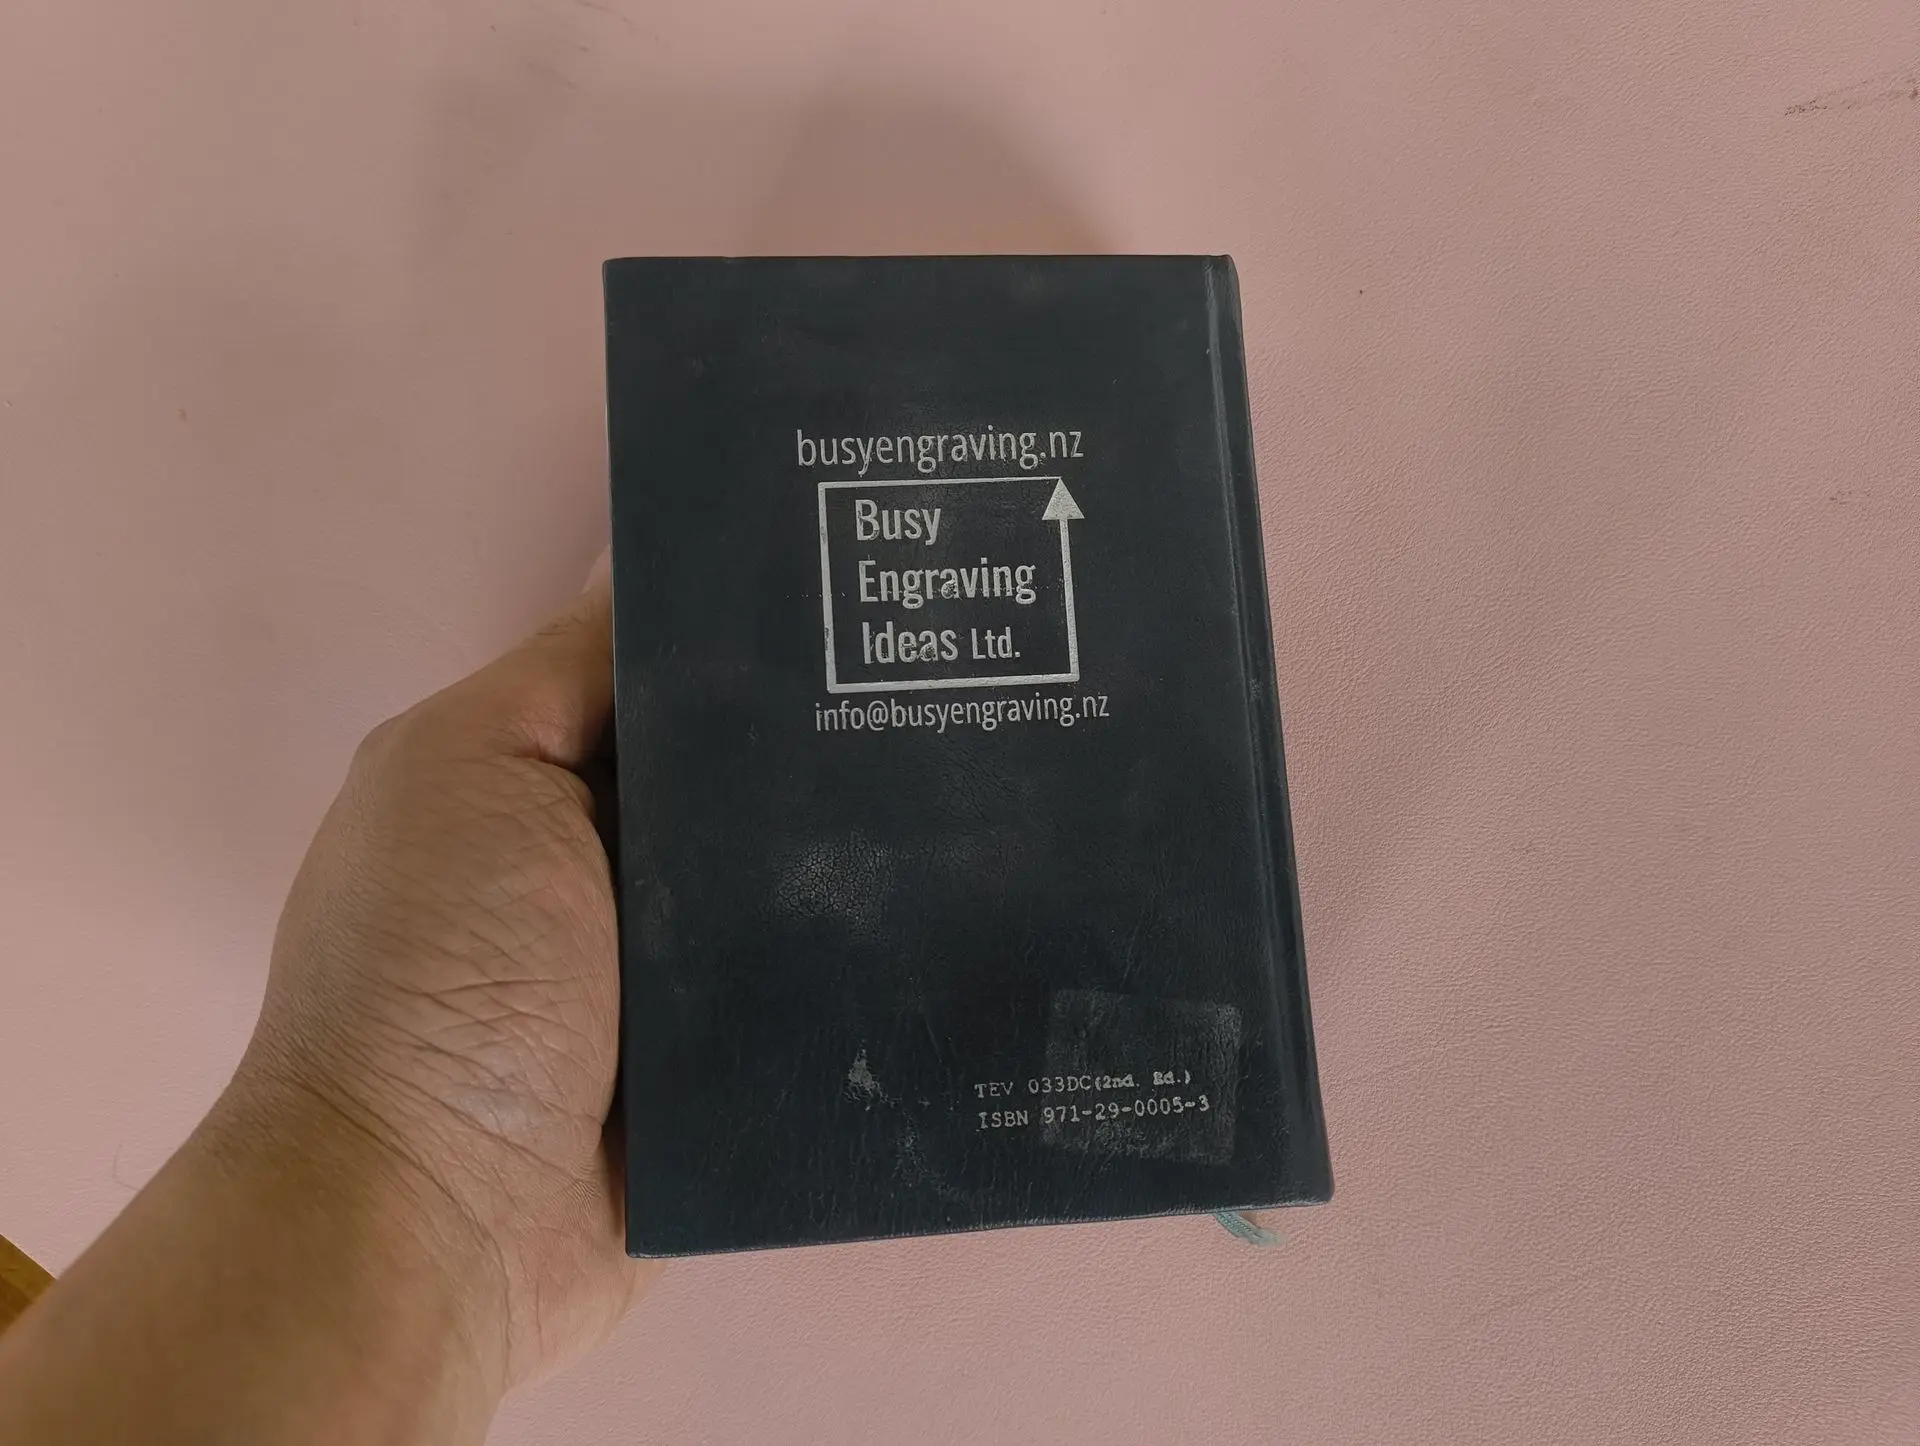 busyengraving.nz
Busy
Engraving
Ideas Ltd.
info@busyengraving.nz
TEV 033DC(2nd. Ed.)
ISBN 971-29-0005-3